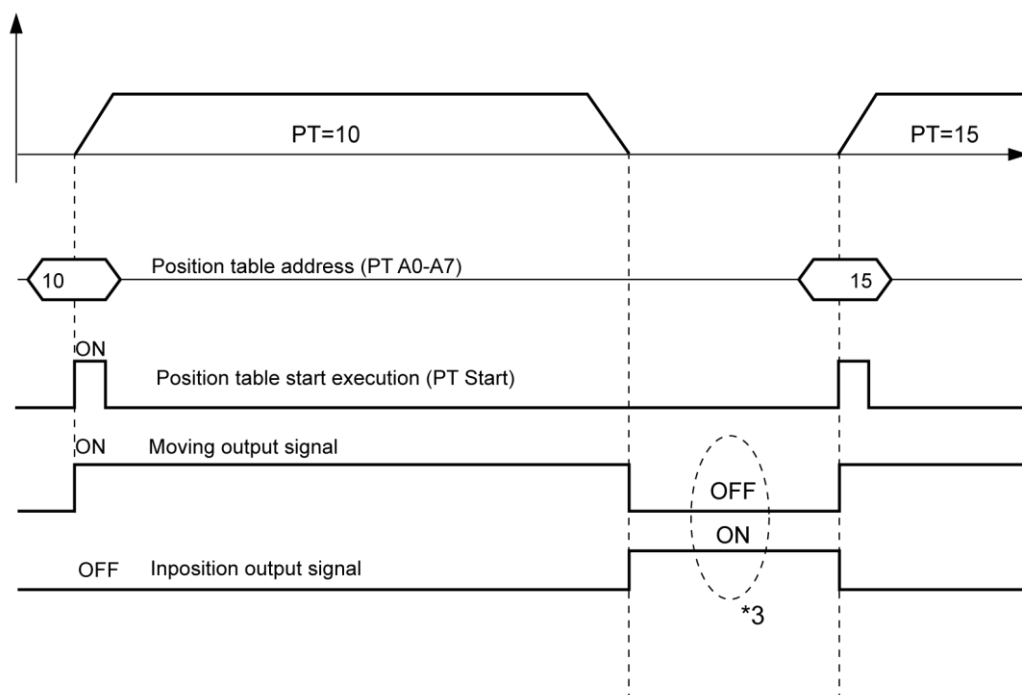 PT=10
PT=15
Position table address (PT A0-A7)
10
15
ON
Position table start execution (PT Start)
ON
Moving output signal
OFF
ON
OFF
Inposition output signal
*3